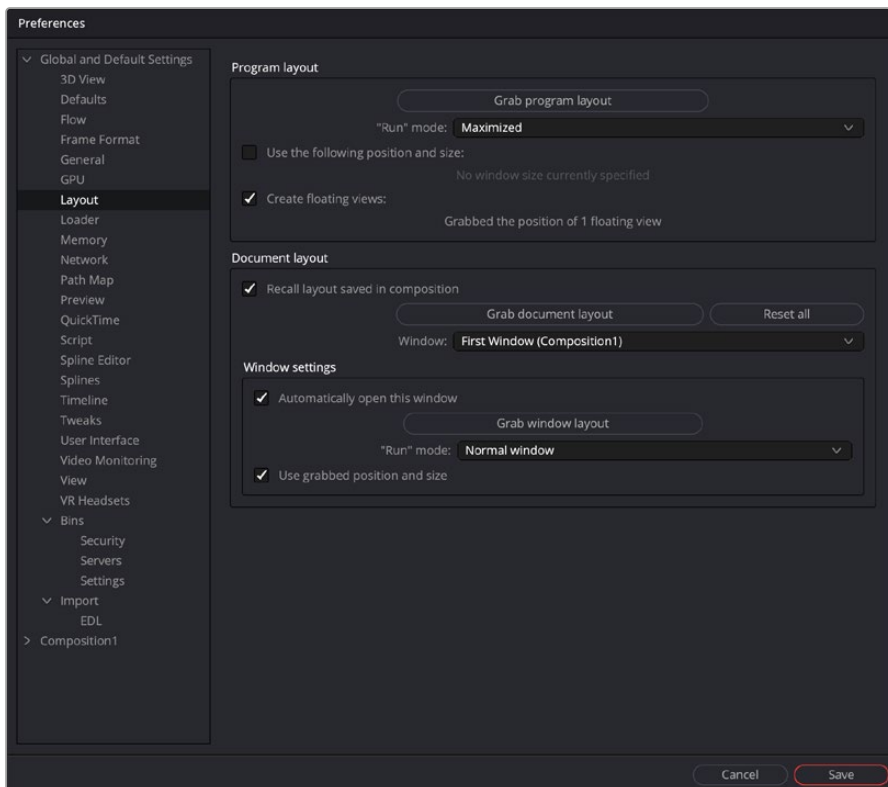 Preferences
Global and Default Settings
3D View
Defaults
Flow
Frame Format
General
GPU
Layout
Loader
Memory
Network
Path Map
Preview
QuickTime
Script
Spline Editor
Splines
Timeline
Tweaks
User Interface
Video Monitoring
View
VR Headsets
Bins
Security
Servers
Settings
Import
EDL
Composition1
Program layout
Grab program layout
"Run" mode: Maximized
Use the following position and size:
No window size currently specified
Create floating views:
Grabbed the position of 1 floating view
Document layout
Recall layout saved in composition
Grab document layout Reset all
Window: First Window (Composition1)
Window settings
Automatically open this window
Grab window layout
"Run" mode: Normal window
Use grabbed position and size
Cancel Save